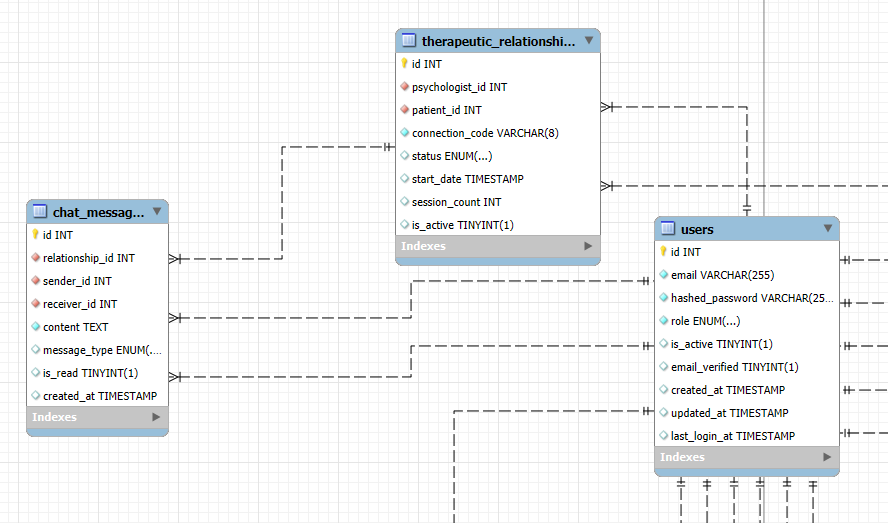 therapeutic_relationshi...
id INT
psychologist_id INT
patient_id INT
connection_code VARCHAR(8)
status ENUM(...)
start_date TIMESTAMP
session_count INT
is_active TINYINT(1)
Indexes
chat_messag...
id INT
relationship_id INT
sender_id INT
receiver_id INT
content TEXT
message_type ENUM(....
is_read TINYINT(1)
created_at TIMESTAMP
Indexes
users
id INT
email VARCHAR(255)
hashed_password VARCHAR(25...
role ENUM(...)
is_active TINYINT(1)
email_verified TINYINT(1)
created_at TIMESTAMP
updated_at TIMESTAMP
last_login_at TIMESTAMP
Indexes